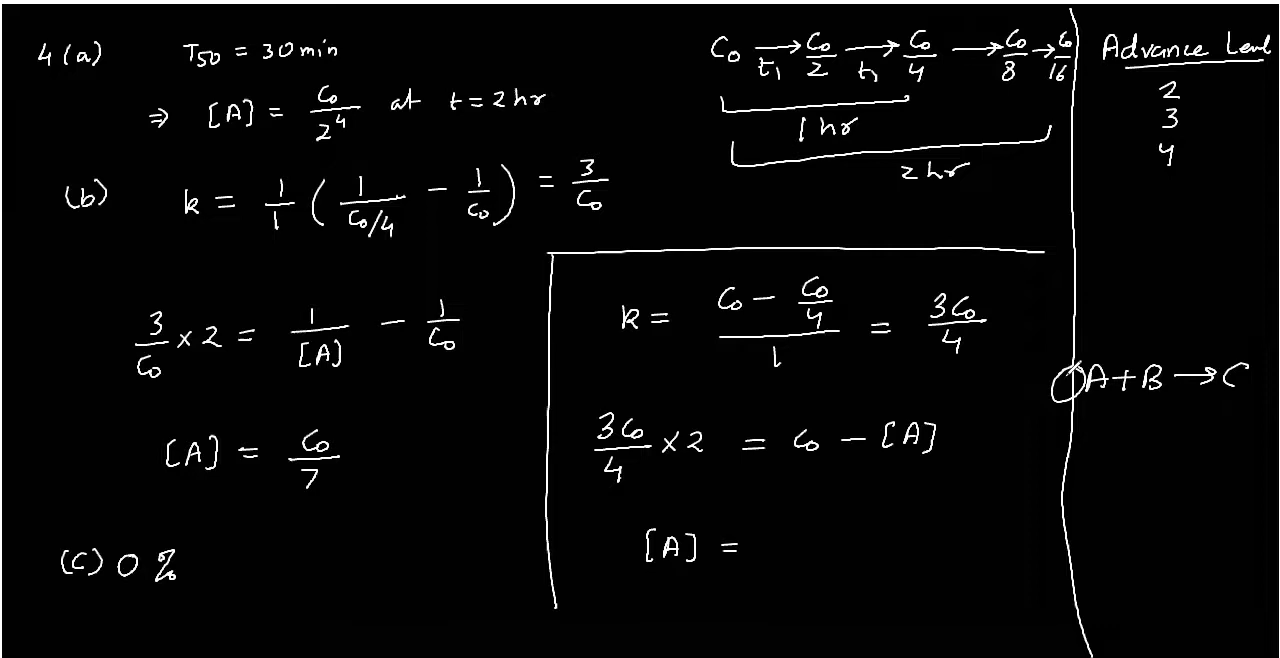 4 (a) T50 = 30 min
⇒ [A] = C0/2^4 at t = 2 hr
C0 →t1 C0/2 →t1 C0/4 → C0/8 → C0/16
1 hr
2 hr
(b) k = 1/1 ( 1/(C0/4) − 1/C0 ) = 3/C0
3/C0 × 2 = 1/[A] − 1/C0
[A] = C0/7
(C) 0 %
k = (C0 − C0/4)/1 = 3C0/4
3C0/4 × 2 = C0 − [A]
[A] =
Advance Level
2
3
4
A + B → C